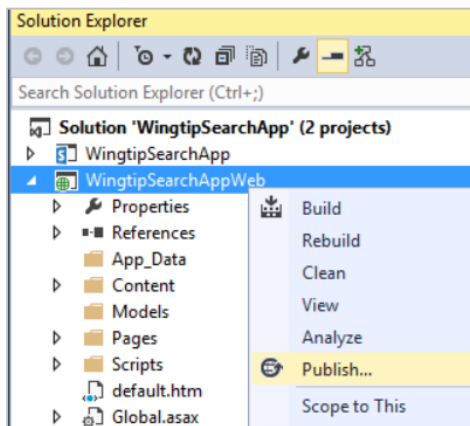 Solution Explorer
Search Solution Explorer (Ctrl+;)
Solution 'WingtipSearchApp' (2 projects)
WingtipSearchApp
WingtipSearchAppWeb
Properties
References
App_Data
Content
Models
Pages
Scripts
default.htm
Global.asax
Build
Rebuild
Clean
View
Analyze
Publish...
Scope to This